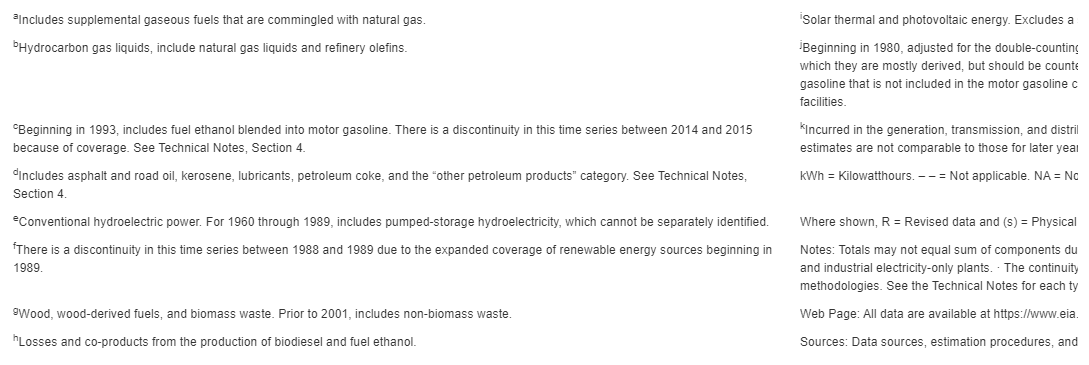 ᵃIncludes supplemental gaseous fuels that are commingled with natural gas.
ᵇHydrocarbon gas liquids, include natural gas liquids and refinery olefins.
ᶜBeginning in 1993, includes fuel ethanol blended into motor gasoline. There is a discontinuity in this time series between 2014 and 2015
because of coverage. See Technical Notes, Section 4.
ᵈIncludes asphalt and road oil, kerosene, lubricants, petroleum coke, and the “other petroleum products” category. See Technical Notes,
Section 4.
ᵉConventional hydroelectric power. For 1960 through 1989, includes pumped-storage hydroelectricity, which cannot be separately identified.
ᶠThere is a discontinuity in this time series between 1988 and 1989 due to the expanded coverage of renewable energy sources beginning in
1989.
ᵍWood, wood-derived fuels, and biomass waste. Prior to 2001, includes non-biomass waste.
ʰLosses and co-products from the production of biodiesel and fuel ethanol.
ⁱSolar thermal and photovoltaic energy. Excludes a
ʲBeginning in 1980, adjusted for the double-counting
which they are mostly derived, but should be counte
gasoline that is not included in the motor gasoline c
facilities.
ᵏIncurred in the generation, transmission, and distri
estimates are not comparable to those for later year
kWh = Kilowatthours. – – = Not applicable. NA = No
Where shown, R = Revised data and (s) = Physical
Notes: Totals may not equal sum of components du
and industrial electricity-only plants. · The continuity
methodologies. See the Technical Notes for each ty
Web Page: All data are available at https://www.eia.
Sources: Data sources, estimation procedures, and